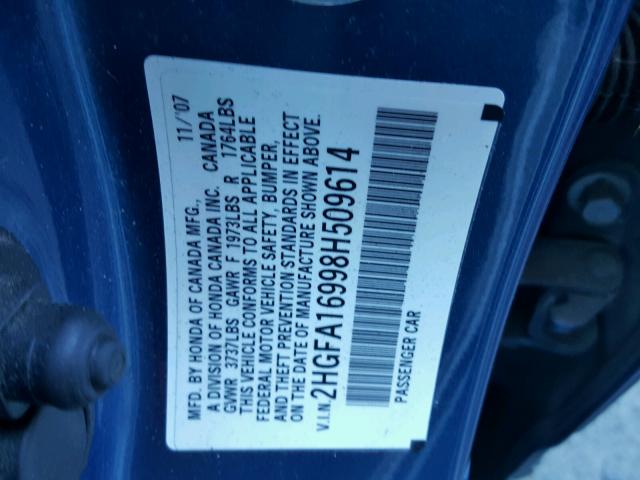 MFD. BY HONDA OF CANADA MFG., 11/'07
A DIVISION OF HONDA CANADA INC. CANADA
GVWR 3737LBS GAWR F 1973LBS R 1764LBS
THIS VEHICLE CONFORMS TO ALL APPLICABLE
FEDERAL MOTOR VEHICLE SAFETY, BUMPER,
AND THEFT PREVENTION STANDARDS IN EFFECT
ON THE DATE OF MANUFACTURE SHOWN ABOVE.
V.I.N. 2HGFA16998H509614
PASSENGER CAR